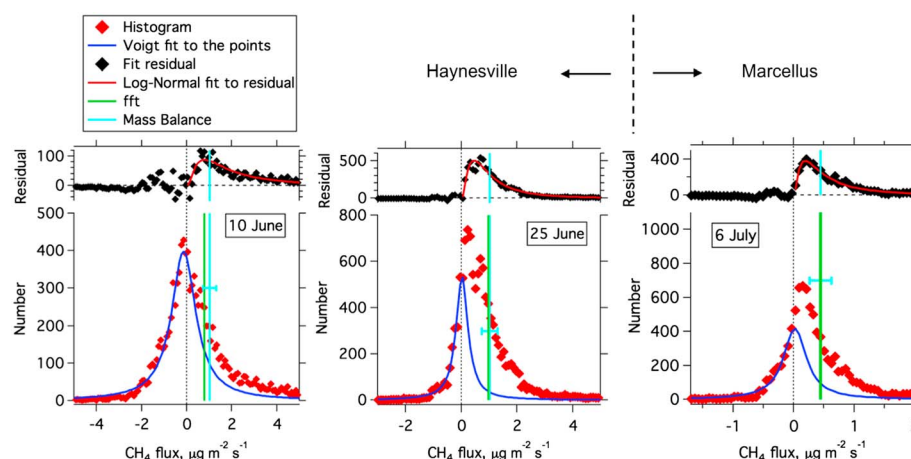 Histogram
Voigt fit to the points
Fit residual
Log-Normal fit to residual
fft
Mass Balance
Haynesville
Marcellus
Residual
100
0
Residual
500
0
Residual
400
0
Number
500
400
300
200
100
0
10 June
-4
-2
0
2
4
CH₄ flux, µg m⁻² s⁻¹
Number
800
600
400
200
0
25 June
-2
0
2
4
CH₄ flux, µg m⁻² s⁻¹
Number
1000
800
600
400
200
0
6 July
-1
0
1
CH₄ flux, µg m⁻² s⁻¹